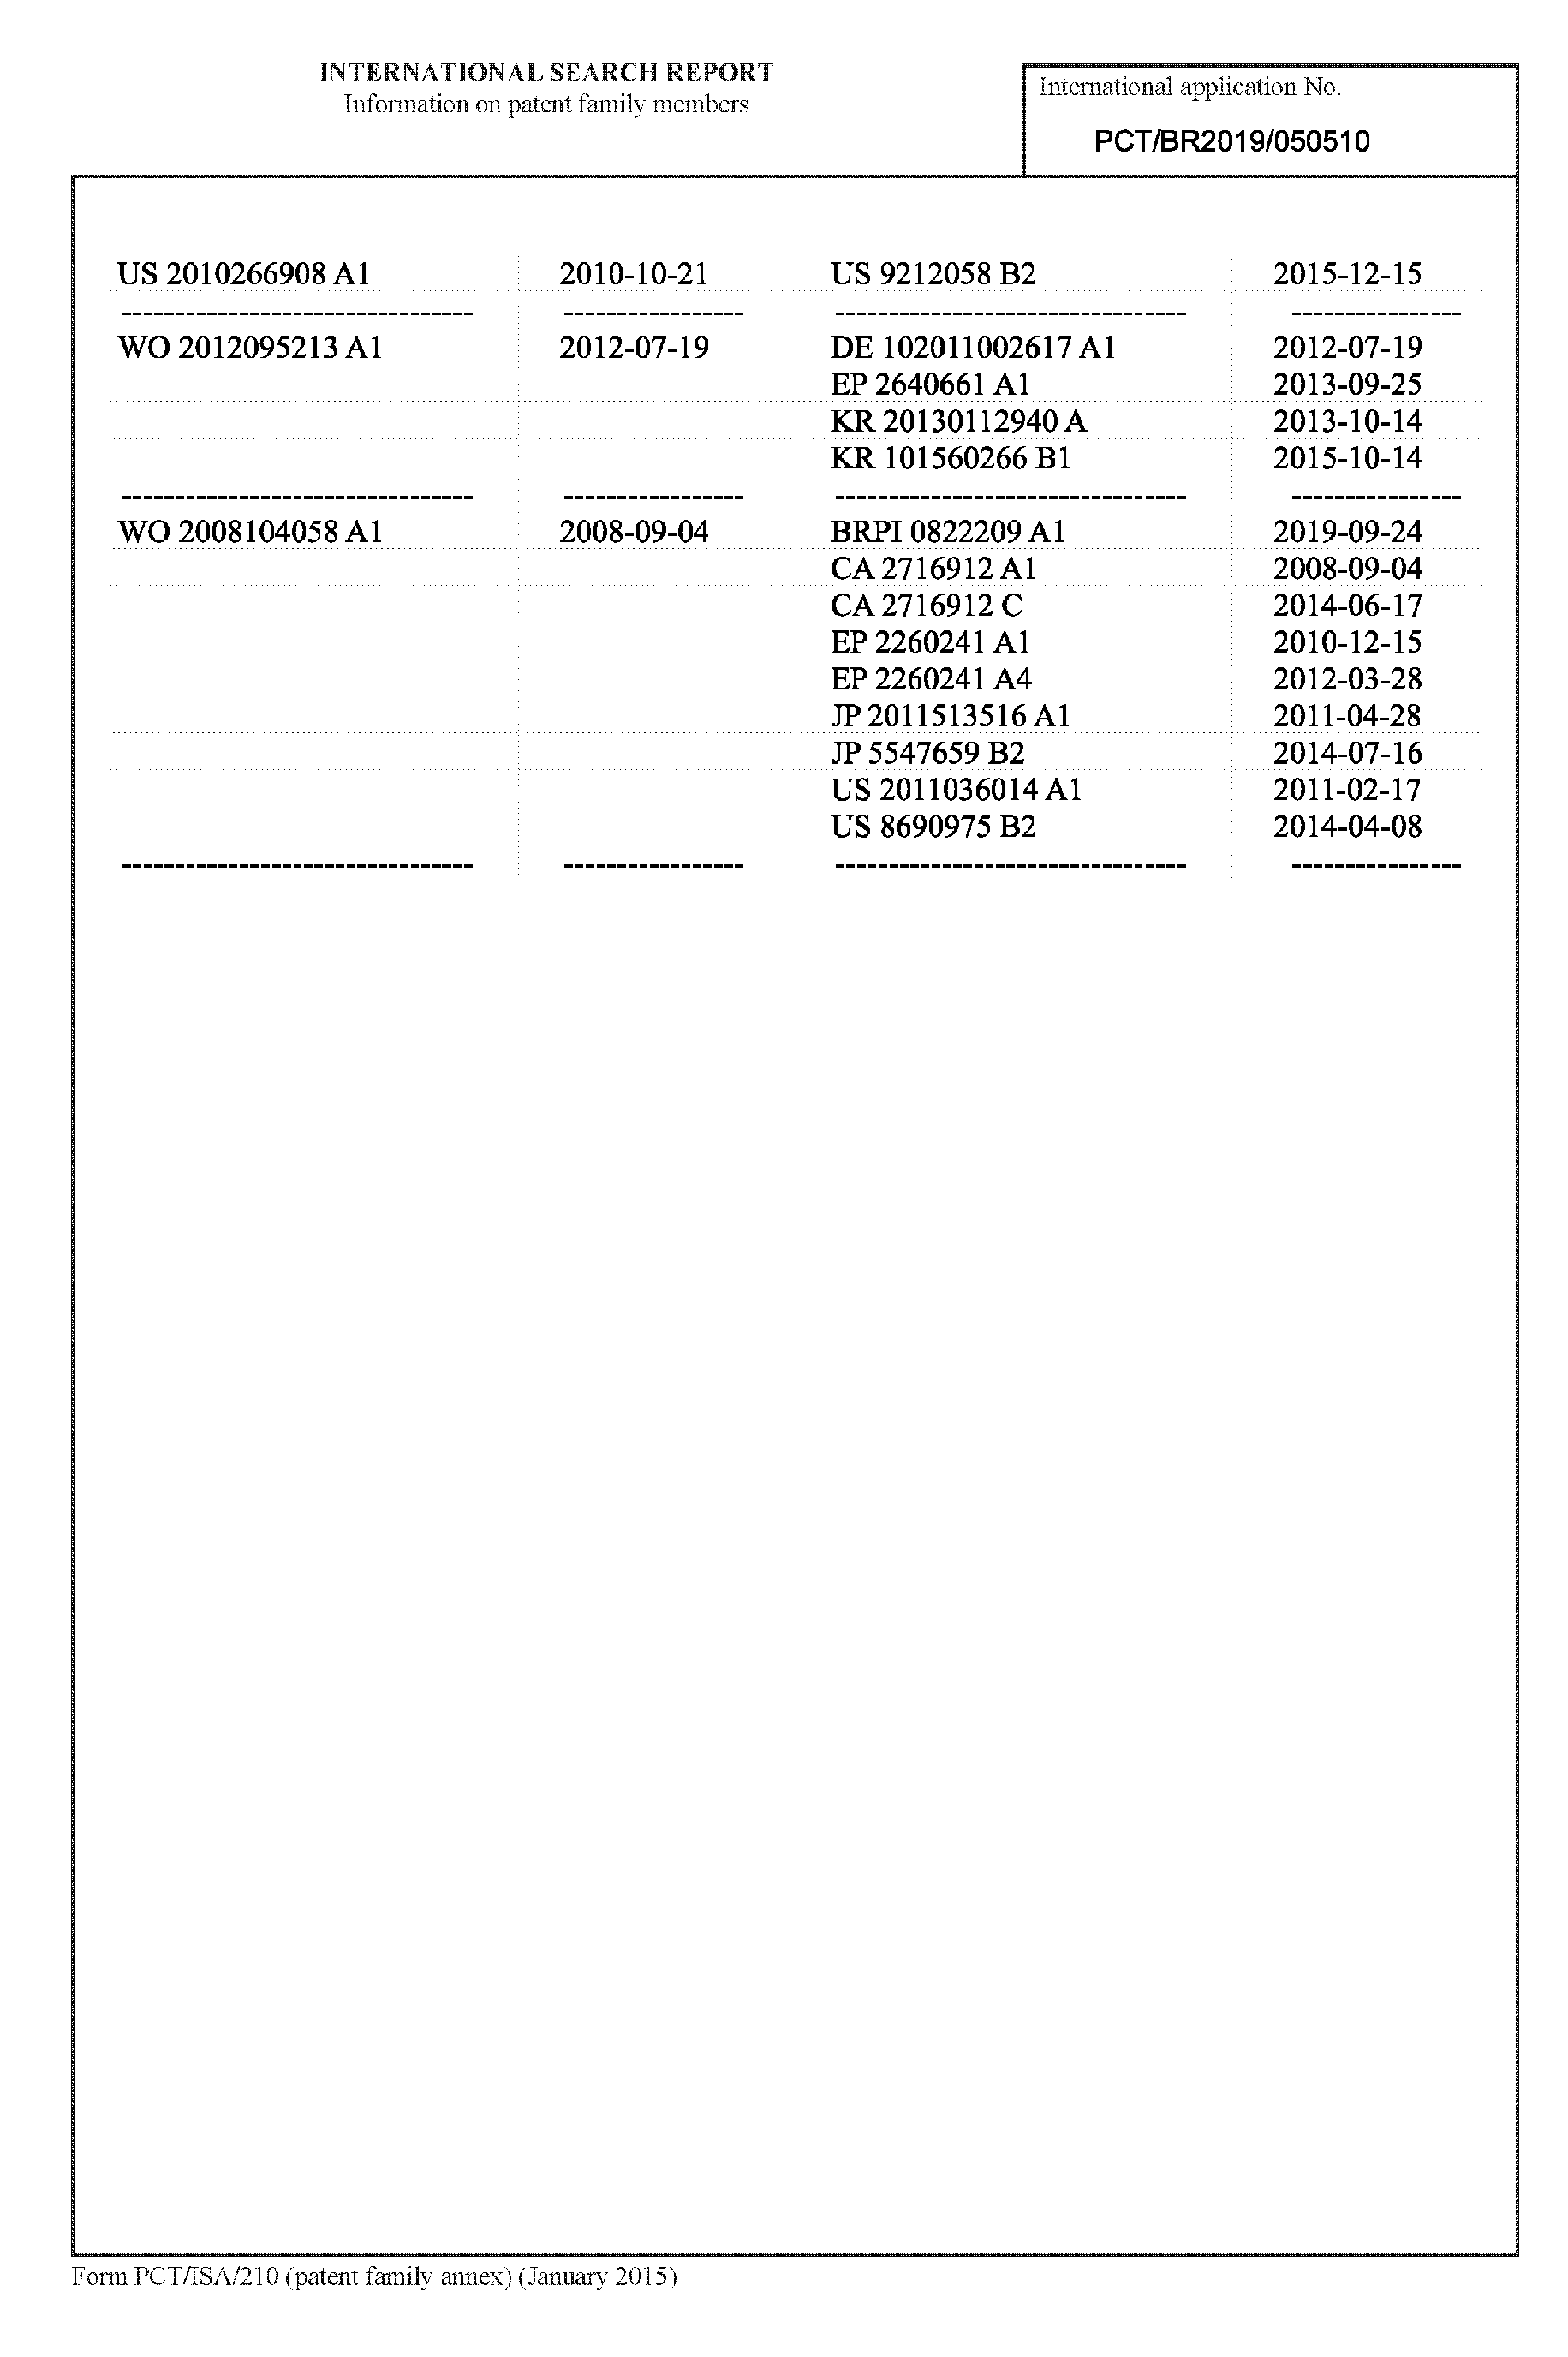 INTERNATIONAL SEARCH REPORT
Information on patent family members
International application No.
PCT/BR2019/050510
US 2010266908 A1 2010-10-21 US 9212058 B2 2015-12-15
WO 2012095213 A1 2012-07-19 DE 102011002617 A1 2012-07-19
EP 2640661 A1 2013-09-25
KR 20130112940 A 2013-10-14
KR 101560266 B1 2015-10-14
WO 2008104058 A1 2008-09-04 BRPI 0822209 A1 2019-09-24
CA 2716912 A1 2008-09-04
CA 2716912 C 2014-06-17
EP 2260241 A1 2010-12-15
EP 2260241 A4 2012-03-28
JP 2011513516 A1 2011-04-28
JP 5547659 B2 2014-07-16
US 2011036014 A1 2011-02-17
US 8690975 B2 2014-04-08
Form PCT/ISA/210 (patent family annex) (January 2015)